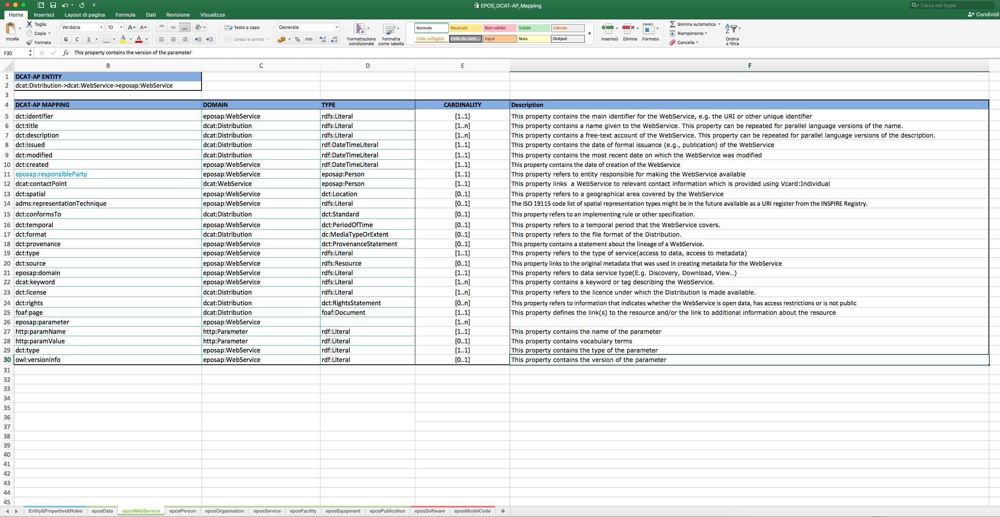 EPOS_DCAT-AP_Mapping
Cerca nel foglio
Home Inserisci Layout di pagina Formule Dati Revisione Visualizza
Condividi
Incolla
Taglia
Copia
Formato
Verdana 10
G C S
Testo a capo
Unisci e centra
Generale
% 000
Formattazione condizionale
Formatta come tabella
Normale Neutrale Non valido Valido Calcolo
Cella collegata Cella da cont... Input Nota Output
Inserisci Elimina Formato
Somma automatica
Riempimento
Cancella
Ordina e filtra
F30 fx This property contains the version of the parameter
B C D E F
1 DCAT-AP ENTITY
2 dcat:Distribution->dcat:WebService->eposap:WebService
3
4 DCAT-AP MAPPING DOMAIN TYPE CARDINALITY Description
5 dct:identifier eposap:WebService rdfs:Literal [1..1] This property contains the main identifier for the WebService, e.g. the URI or other unique identifier
6 dct:title dcat:Distribution rdfs:Literal [1..n] This property contains a name given to the WebService. This property can be repeated for parallel language versions of the name.
7 dct:description dcat:Distribution rdfs:Literal [1..n] This property contains a free-text account of the WebService. This property can be repeated for parallel language versions of the description.
8 dct:issued dcat:Distribution rdf:DateTimeLiteral [1..1] This property contains the date of formal issuance (e.g., publication) of the WebService
9 dct:modified dcat:Distribution rdf:DateTimeLiteral [1..1] This property contains the most recent date on which the WebService was modified
10 dct:created eposap:WebService rdf:DateTimeLiteral [1..1] This property contains the date of creation of the WebService
11 eposap:responsibleParty eposap:WebService eposap:Person [1..1] This property refers to entity responsible for making the WebService available
12 dcat:contactPoint dcat:WebService eposap:Person [1..1] This property links  a WebService to relevant contact information which is provided using Vcard:Individual
13 dct:spatial eposap:WebService dct:Location [0..1] This property refers to a geographical area covered by the WebService
14 adms:representationTechnique eposap:WebService rdfs:Literal [0..1] The ISO 19115 code list of spatial representation types might be in the future available as a URI register from the INSPIRE Registry.
15 dct:conformsTo dcat:Distribution dct:Standard [0..1] This property refers to an implementing rule or other specification.
16 dct:temporal eposap:WebService dct:PeriodOfTime [0..1] This property refers to a temporal period that the WebService covers.
17 dct:format dcat:Distribution dc:MediaTypeOrExtent [0..1] This property refers to the file format of the Distribution.
18 dct:provenance eposap:WebService dct:ProvenanceStatement [0..1] This property contains a statement about the lineage of a WebService.
19 dct:type eposap:WebService rdfs:Literal [1..1] This property refers to the type of service(access to data, access to metadata)
20 dct:source eposap:WebService rdfs:Resource [0..1] This property links to the original metadata that was used in creating metadata for the WebService
21 eposap:domain eposap:WebService rdfs:Literal [1..1] This property refers to data service type(E.g. Discovery, Download, View..)
22 dcat:keyword eposap:WebService rdfs:Literal [1..n] This property contains a keyword or tag describing the WebService.
23 dct:license dcat:Distribution rdfs:Literal [1..n] This property refers to the licence under which the Distribution is made available.
24 dct:rights dcat:Distribution dct:RightsStatement [0..n] This property refers to information that indicates whether the WebService is open data, has access restrictions or is not public
25 foaf:page dcat:Distribution foaf:Document [1..1] This property defines the link(s) to the resource and/or the link to additional information about the resource
26 eposap:parameter eposap:WebService [1..n]
27 http:paramName http:Parameter rdf:Literal [1..1] This property contains the name of the parameter
28 http:paramValue http:Parameter rdf:Literal [0..1] This property contains vocabulary terms
29 dct:type eposap:WebService rdf:Literal [1..1] This property contains the type of the parameter
30 owl:versionInfo eposap:WebService rdf:Literal [0..1] This property contains the version of the parameter
31
32
33
34
35
36
37
38
39
40
41
42
43
44
45
Entity&Properties&Roles eposData eposWebService eposPerson eposOrganisation eposService eposFacility eposEquipment eposPublication eposSoftware eposModelCode +